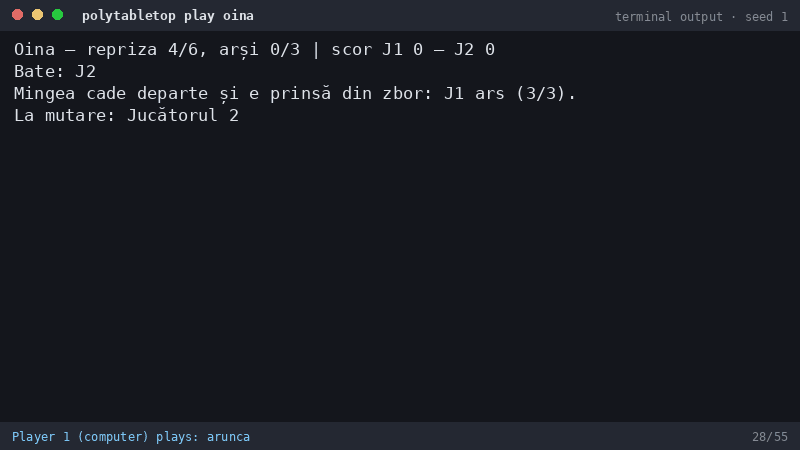 polytabletop play oina
terminal output · seed 1
Oina — repriza 4/6, arși 0/3 | scor J1 0 — J2 0
Bate: J2
Mingea cade departe și e prinsă din zbor: J1 ars (3/3).
La mutare: Jucătorul 2
Player 1 (computer) plays: arunca
28/55